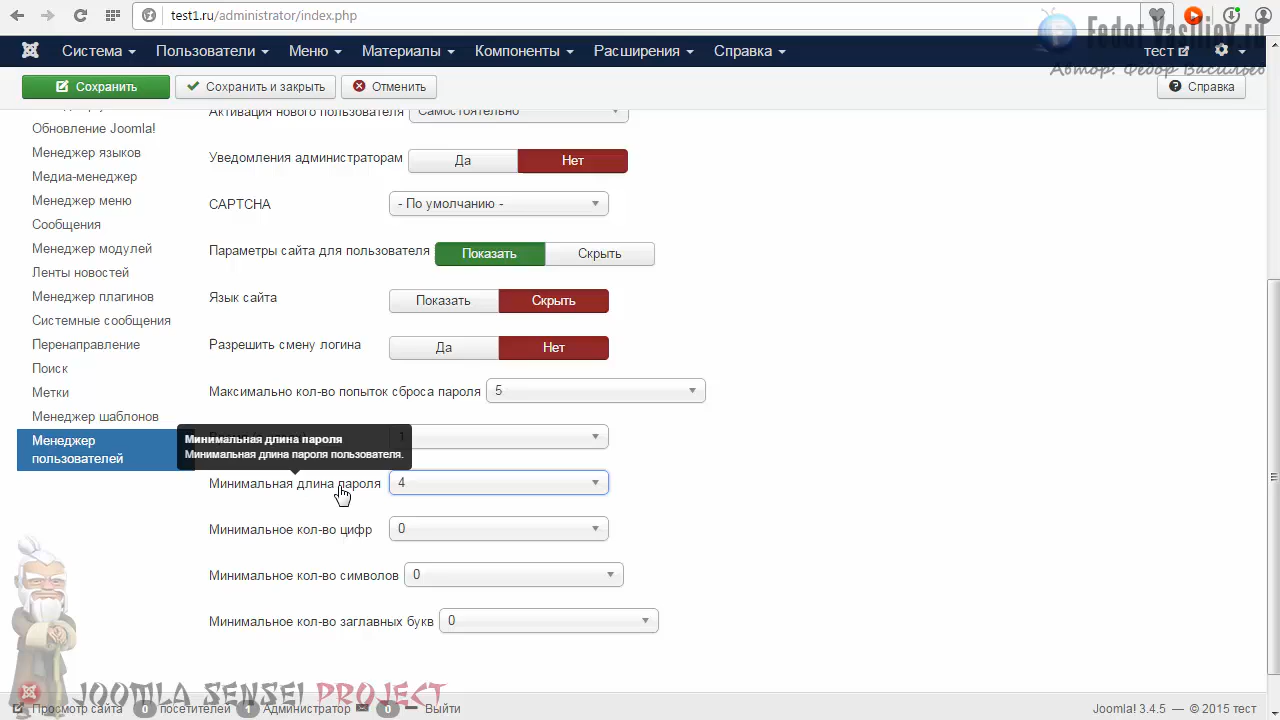 test1.ru/administrator/index.php
Fedor Vasiliev.ru
Автор: Федор Васильев
Система Пользователи Меню Материалы Компоненты Расширения Справка тест
Сохранить Сохранить и закрыть Отменить Справка
Активация нового пользователя Самостоятельно
Обновление Joomla!
Менеджер языков
Медиа-менеджер
Менеджер меню
Сообщения
Менеджер модулей
Ленты новостей
Менеджер плагинов
Системные сообщения
Перенаправление
Поиск
Метки
Менеджер шаблонов
Менеджер
пользователей
Уведомления администраторам Да Нет
CAPTCHA - По умолчанию -
Параметры сайта для пользователя Показать Скрыть
Язык сайта Показать Скрыть
Разрешить смену логина Да Нет
Максимально кол-во попыток сброса пароля 5
Минимальная длина пароля
Минимальная длина пароля пользователя.
1
Минимальная длина пароля 4
Минимальное кол-во цифр 0
Минимальное кол-во символов 0
Минимальное кол-во заглавных букв 0
JOOMLA SENSEI PROJECT
Просмотр сайта 0 посетителей 1 Администратор 0 Выйти
Joomla! 3.4.5 — © 2015 тест